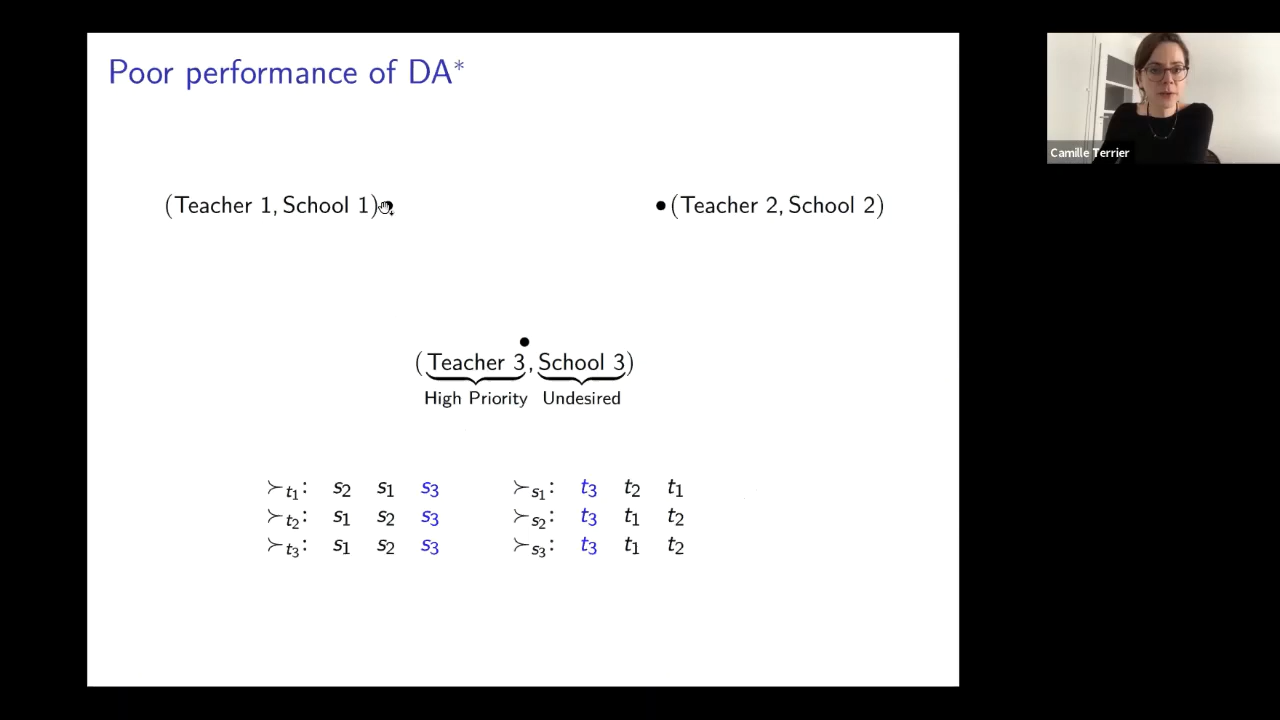 Poor performance of DA*
Camille Terrier
(Teacher 1, School 1)•
•(Teacher 2, School 2)
•
(Teacher 3, School 3)
High Priority Undesired
≻t1: s2 s1 s3 ≻s1: t3 t2 t1
≻t2: s1 s2 s3 ≻s2: t3 t1 t2
≻t3: s1 s2 s3 ≻s3: t3 t1 t2